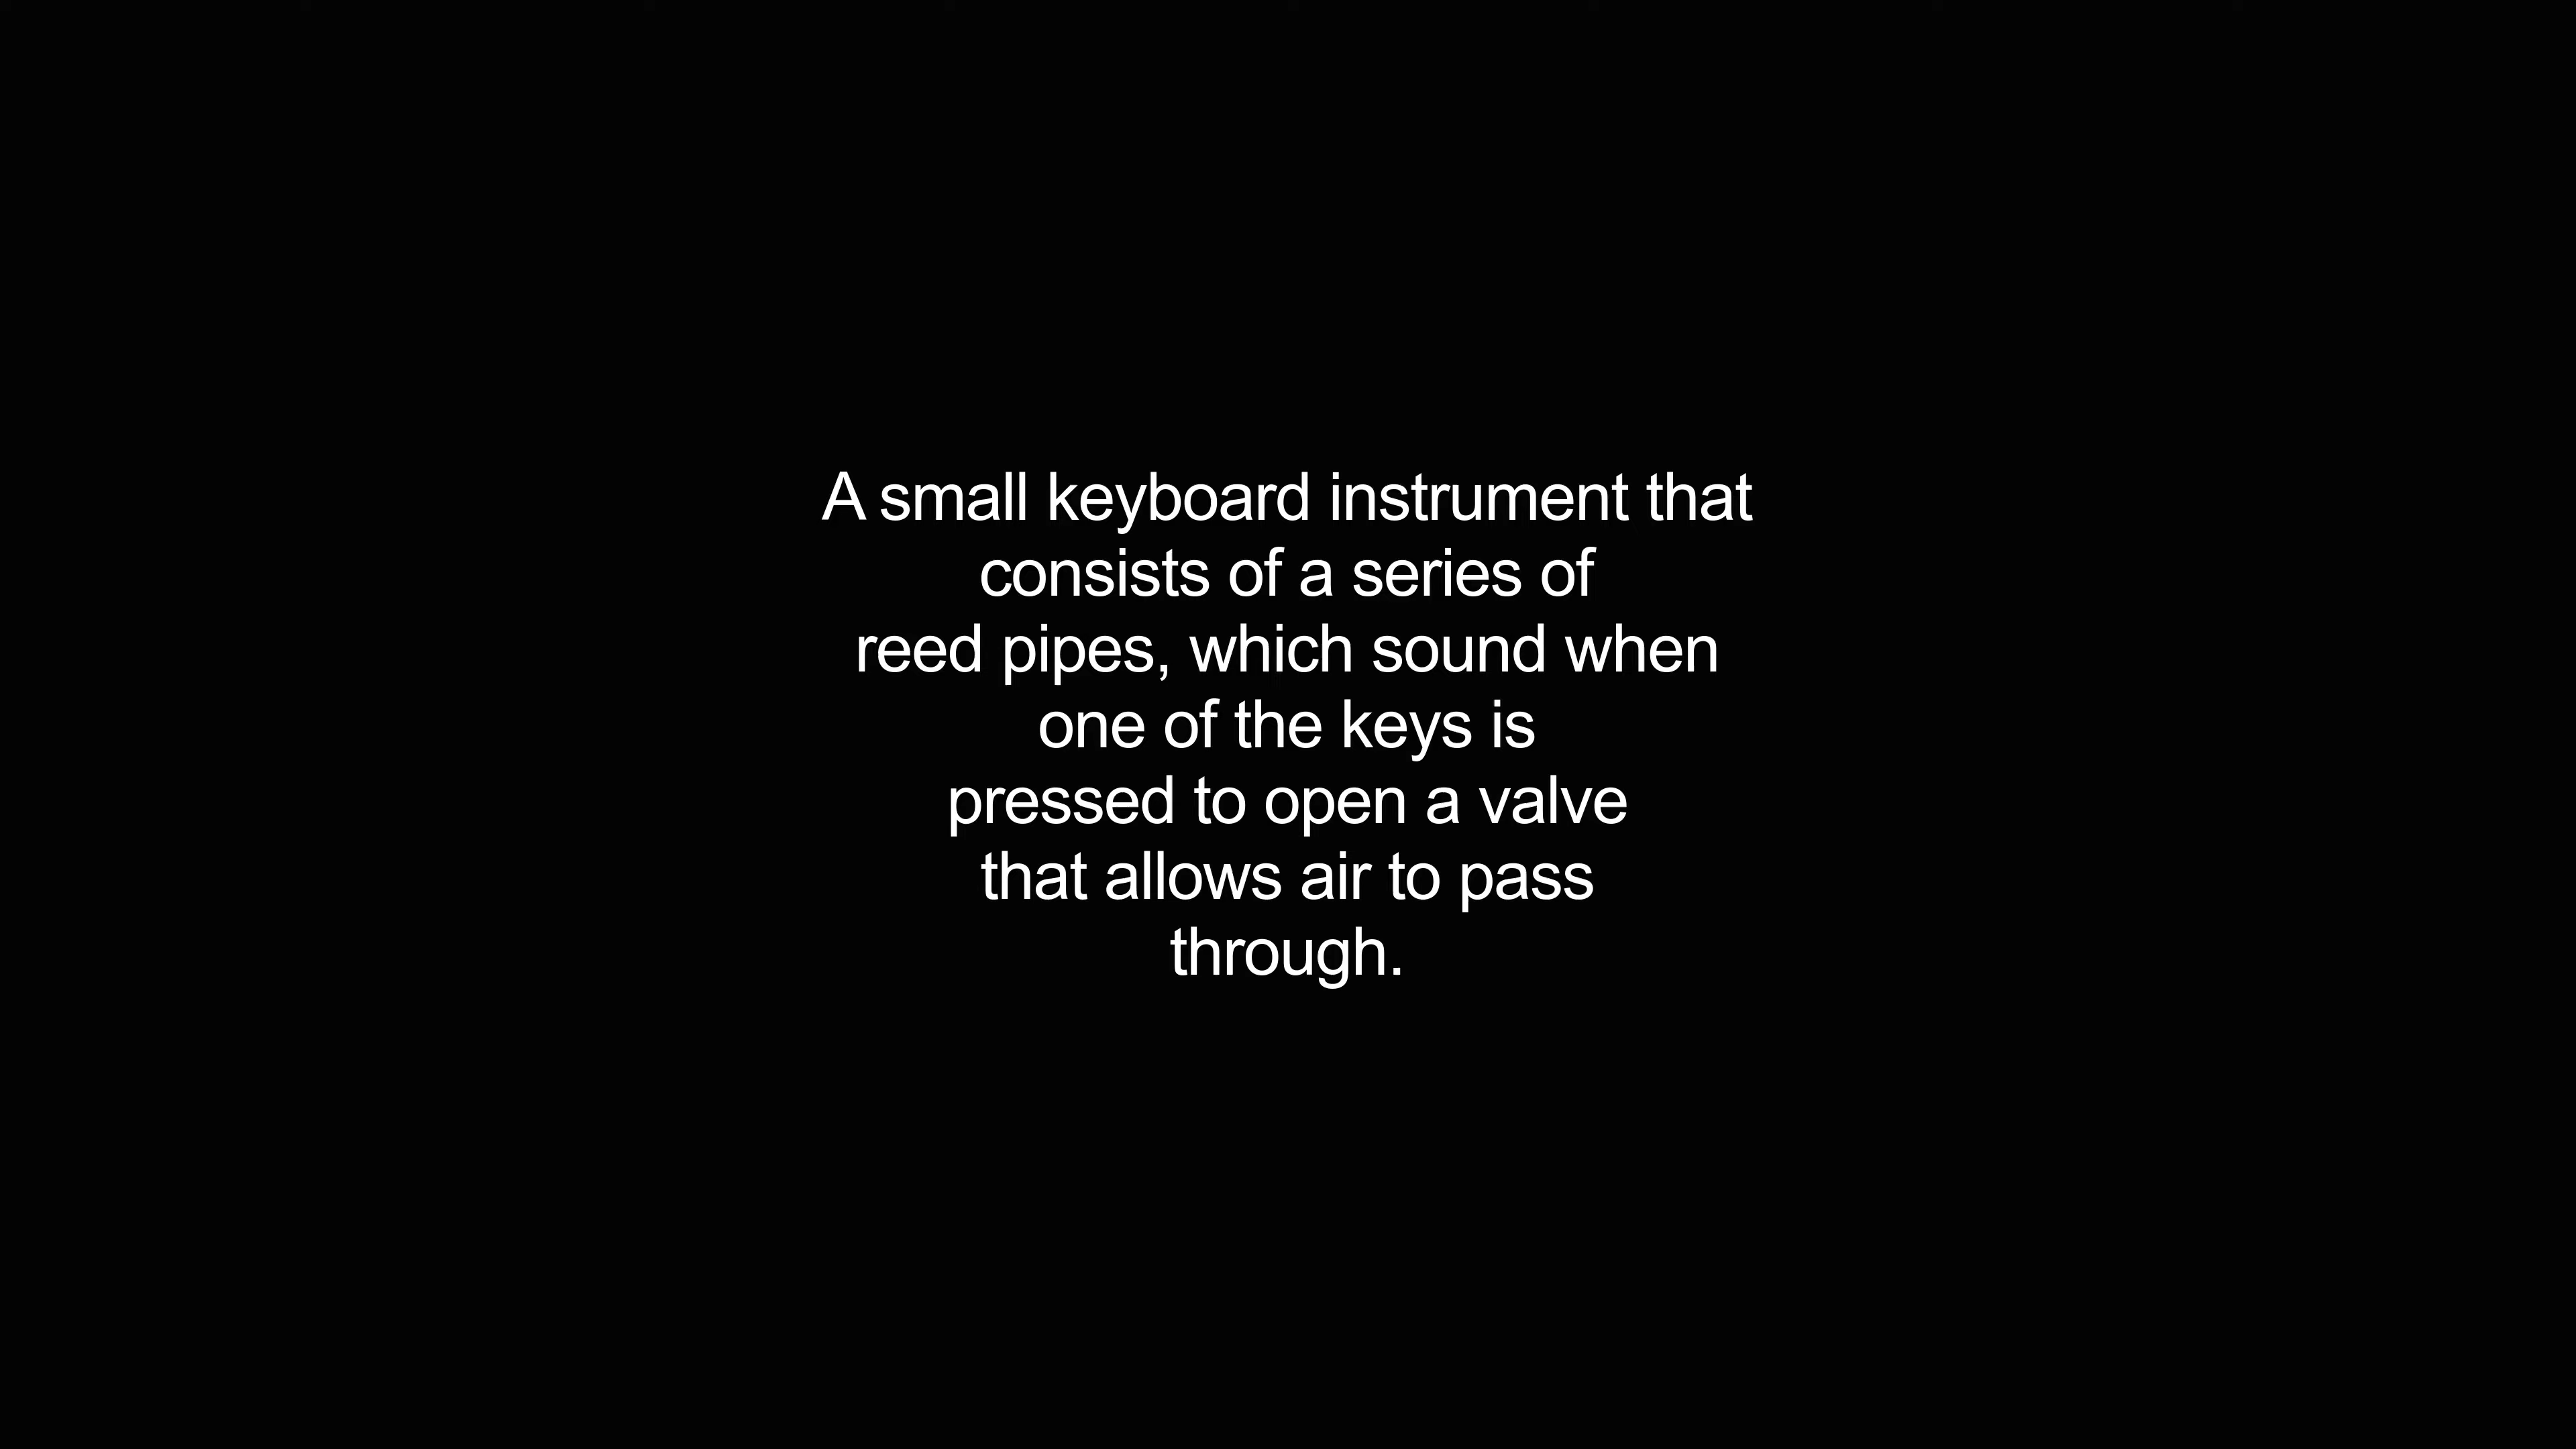 A small keyboard instrument that
consists of a series of
reed pipes, which sound when
one of the keys is
pressed to open a valve
that allows air to pass
through.